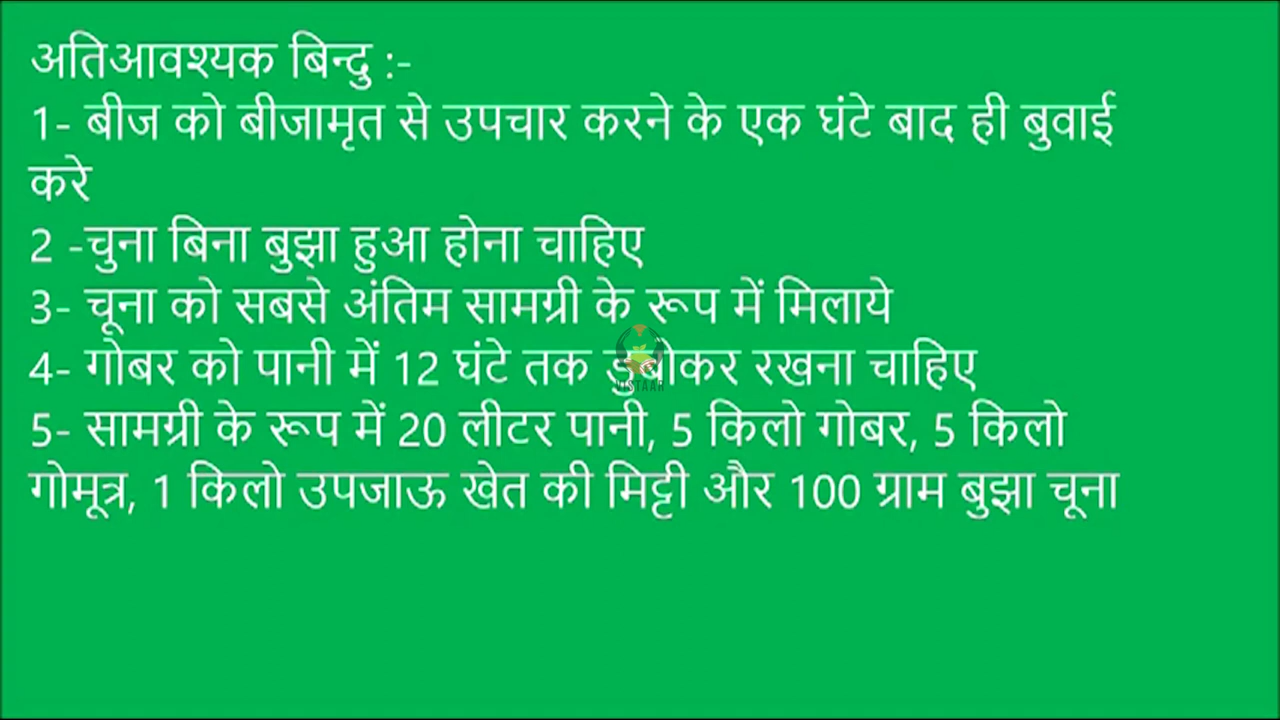 अतिआवश्यक बिन्दु :-
1- बीज को बीजामृत से उपचार करने के एक घंटे बाद ही बुवाई
करे
2 -चुना बिना बुझा हुआ होना चाहिए
3- चूना को सबसे अंतिम सामग्री के रूप में मिलाये
4- गोबर को पानी में 12 घंटे तक डुबोकर रखना चाहिए
VISTAAR
5- सामग्री के रूप में 20 लीटर पानी, 5 किलो गोबर, 5 किलो
गोमूत्र, 1 किलो उपजाऊ खेत की मिट्टी और 100 ग्राम बुझा चूना